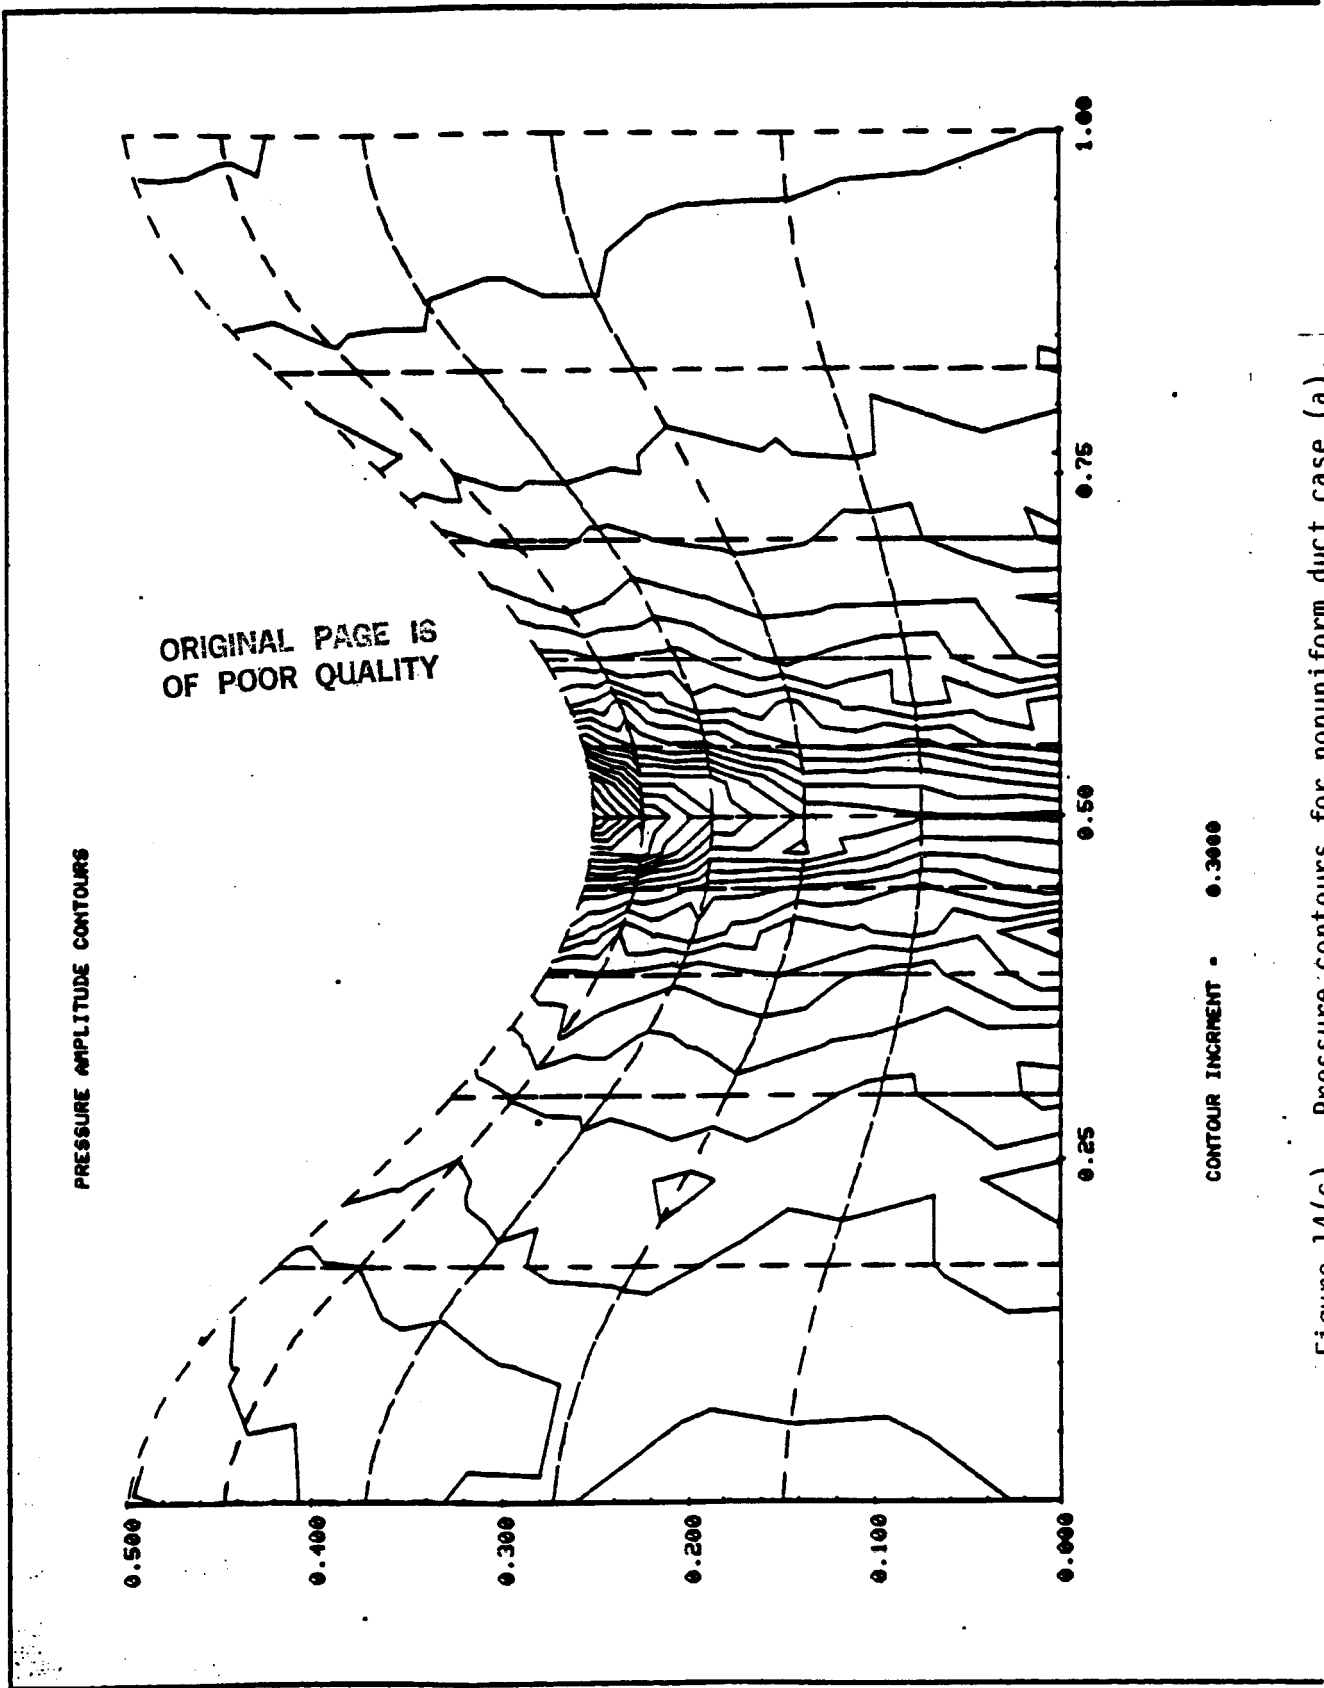 PRESSURE AMPLITUDE CONTOURS
ORIGINAL PAGE IS
OF POOR QUALITY
0.500
0.400
0.300
0.200
0.100
0.000
0.25
0.50
0.75
1.00
CONTOUR INCRMENT = 0.3000
Figure 14(c). Pressure contours for nonuniform duct case (a).